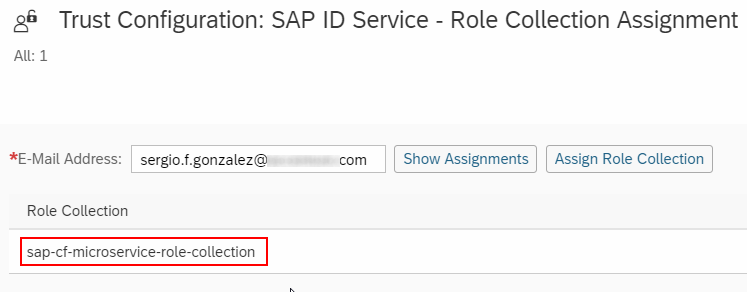 Trust Configuration: SAP ID Service - Role Collection Assignment
All: 1
*E-Mail Address: sergio.f.gonzalez@ com Show Assignments Assign Role Collection
Role Collection
sap-cf-microservice-role-collection